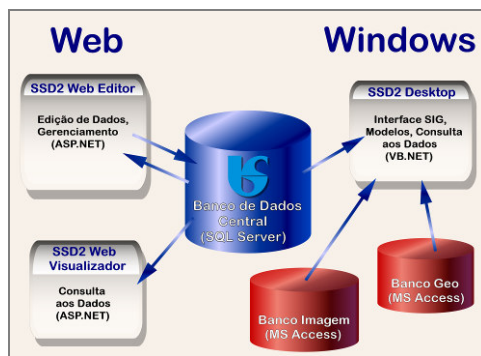 Web
Windows
SSD2 Web Editor
Edição de Dados,
Gerenciamento
(ASP.NET)
SSD2 Desktop
Interface SIG,
Modelos, Consulta
aos Dados
(VB.NET)
Banco de Dados
Central
(SQL Server)
SSD2 Web
Visualizador
Consulta
aos Dados
(ASP.NET)
Banco Imagem
(MS Access)
Banco Geo
(MS Access)